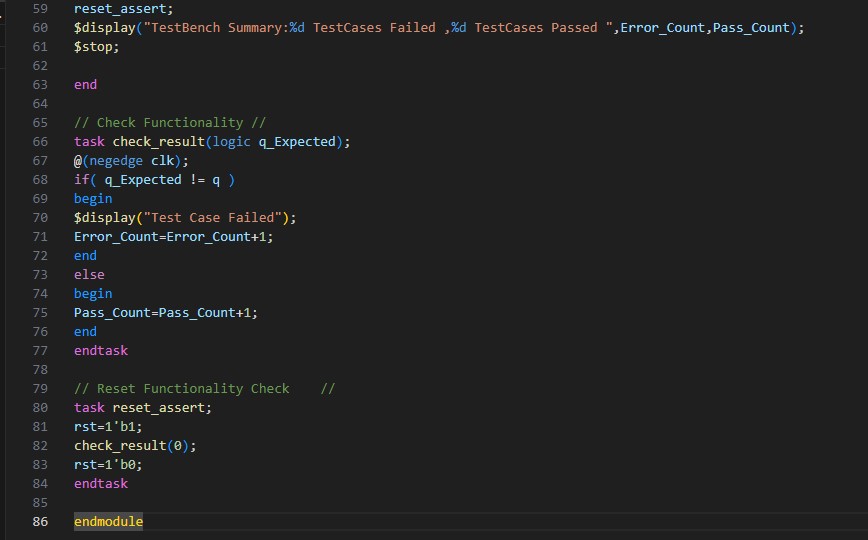 59 reset_assert;
60 $display("TestBench Summary:%d TestCases Failed ,%d TestCases Passed ",Error_Count,Pass_Count);
61 $stop;
62
63 end
64
65 // Check Functionality //
66 task check_result(logic q_Expected);
67 @(negedge clk);
68 if( q_Expected != q )
69 begin
70 $display("Test Case Failed");
71 Error_Count=Error_Count+1;
72 end
73 else
74 begin
75 Pass_Count=Pass_Count+1;
76 end
77 endtask
78
79 // Reset Functionality Check    //
80 task reset_assert;
81 rst=1'b1;
82 check_result(0);
83 rst=1'b0;
84 endtask
85
86 endmodule